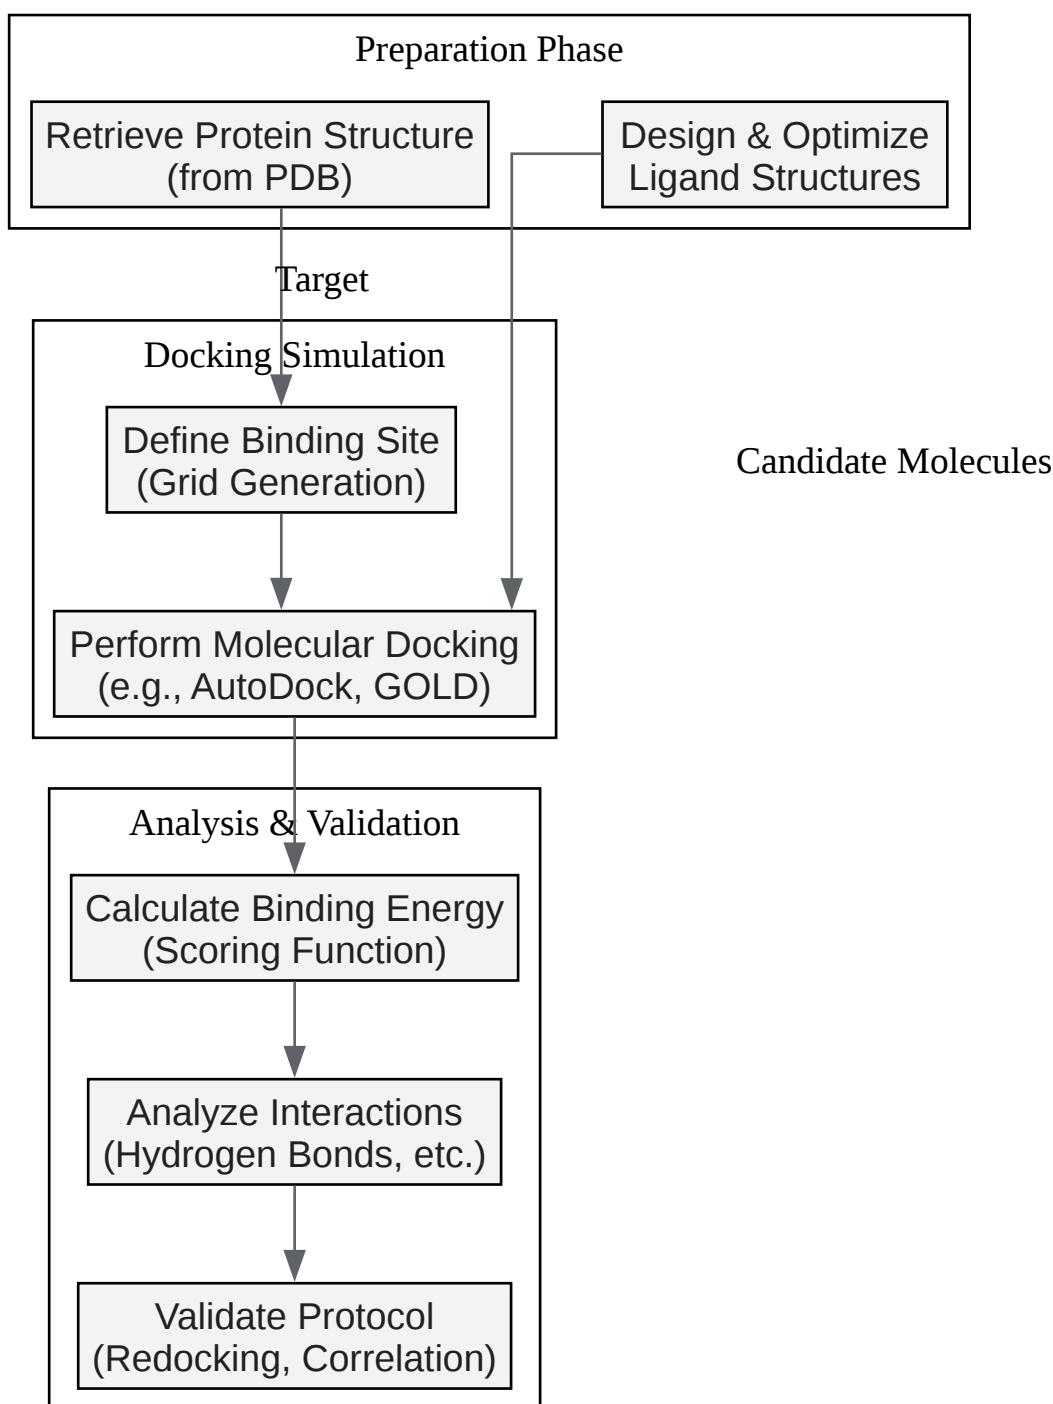 Preparation Phase
Retrieve Protein Structure
(from PDB)
Design & Optimize
Ligand Structures
Target
Docking Simulation
Define Binding Site
(Grid Generation)
Candidate Molecules
Perform Molecular Docking
(e.g., AutoDock, GOLD)
Analysis & Validation
Calculate Binding Energy
(Scoring Function)
Analyze Interactions
(Hydrogen Bonds, etc.)
Validate Protocol
(Redocking, Correlation)